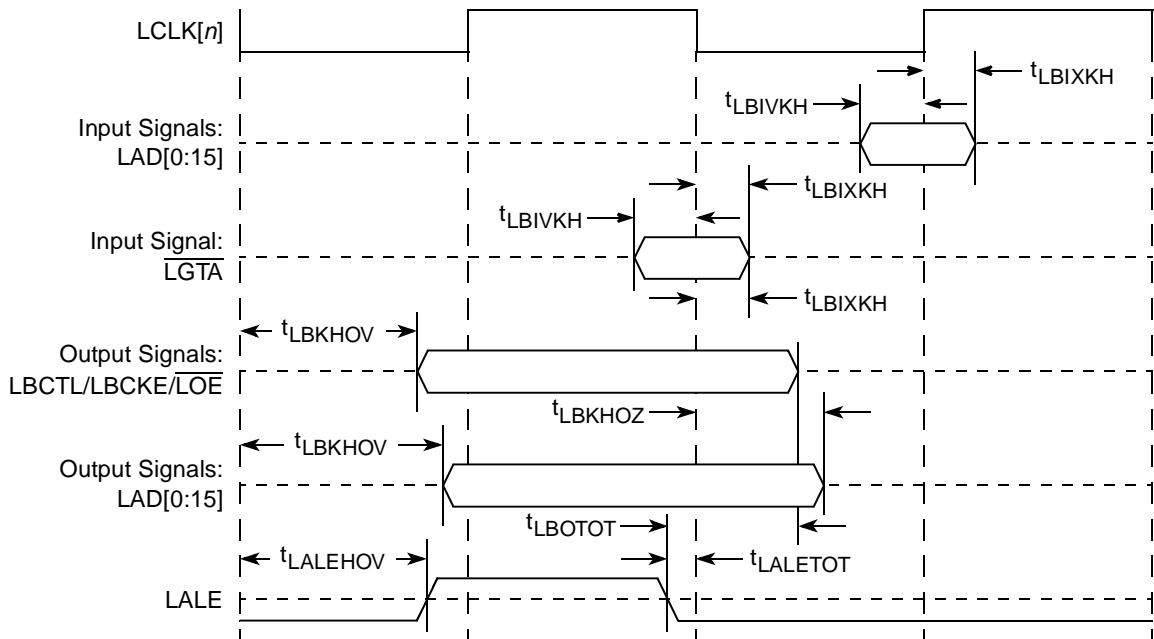 LCLK[n]
tLBIXKH
tLBIVKH
Input Signals:
LAD[0:15]
tLBIXKH
tLBIVKH
Input Signal:
LGTA
tLBIXKH
tLBKHOV
Output Signals:
LBCTL/LBCKE/LOE
tLBKHOZ
tLBKHOV
Output Signals:
LAD[0:15]
tLBOTOT
tLALEHOV
tLALETOT
LALE